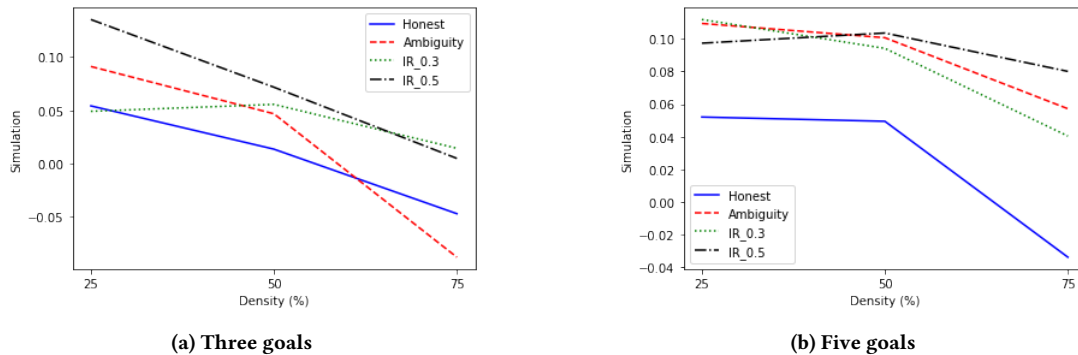 0.10
0.05
0.00
−0.05
Simulation
25
50
75
Density (%)
Honest
Ambiguity
IR_0.3
IR_0.5
(a) Three goals
0.10
0.08
0.06
0.04
0.02
0.00
−0.02
−0.04
Simulation
Honest
Ambiguity
IR_0.3
IR_0.5
25
50
75
Density (%)
(b) Five goals